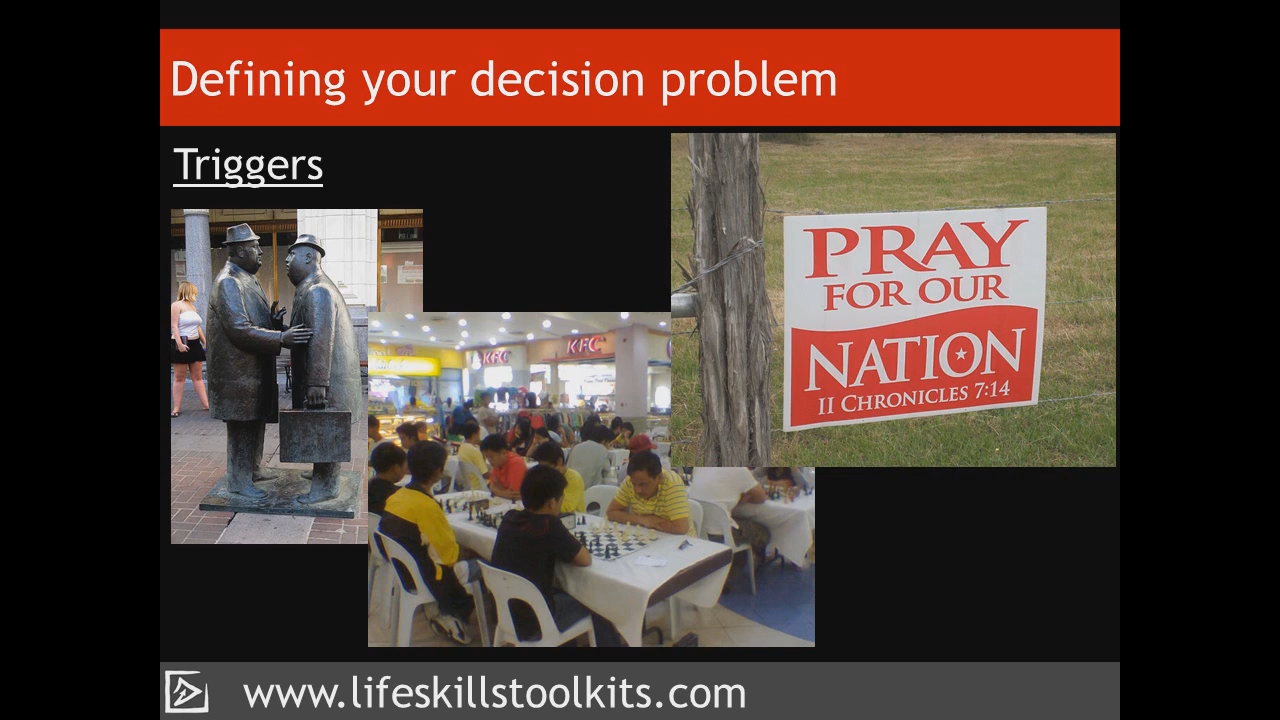 Defining your decision problem
Triggers
PRAY
FOR OUR
NATION
II CHRONICLES 7:14
KFC
KFC
www.lifeskillstoolkits.com